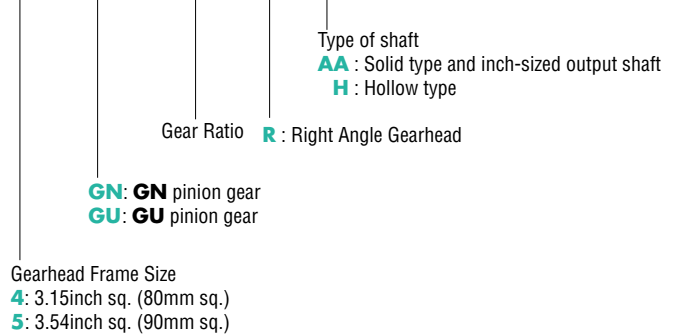 Type of shaft
AA : Solid type and inch-sized output shaft
H : Hollow type
Gear Ratio
R : Right Angle Gearhead
GN: GN pinion gear
GU: GU pinion gear
Gearhead Frame Size
4: 3.15inch sq. (80mm sq.)
5: 3.54inch sq. (90mm sq.)